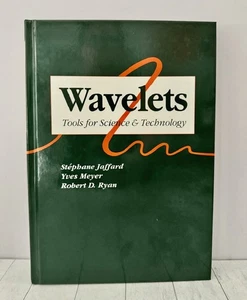 Wavelets
Tools for Science & Technology
Stéphane Jaffard
Yves Meyer
Robert D. Ryan